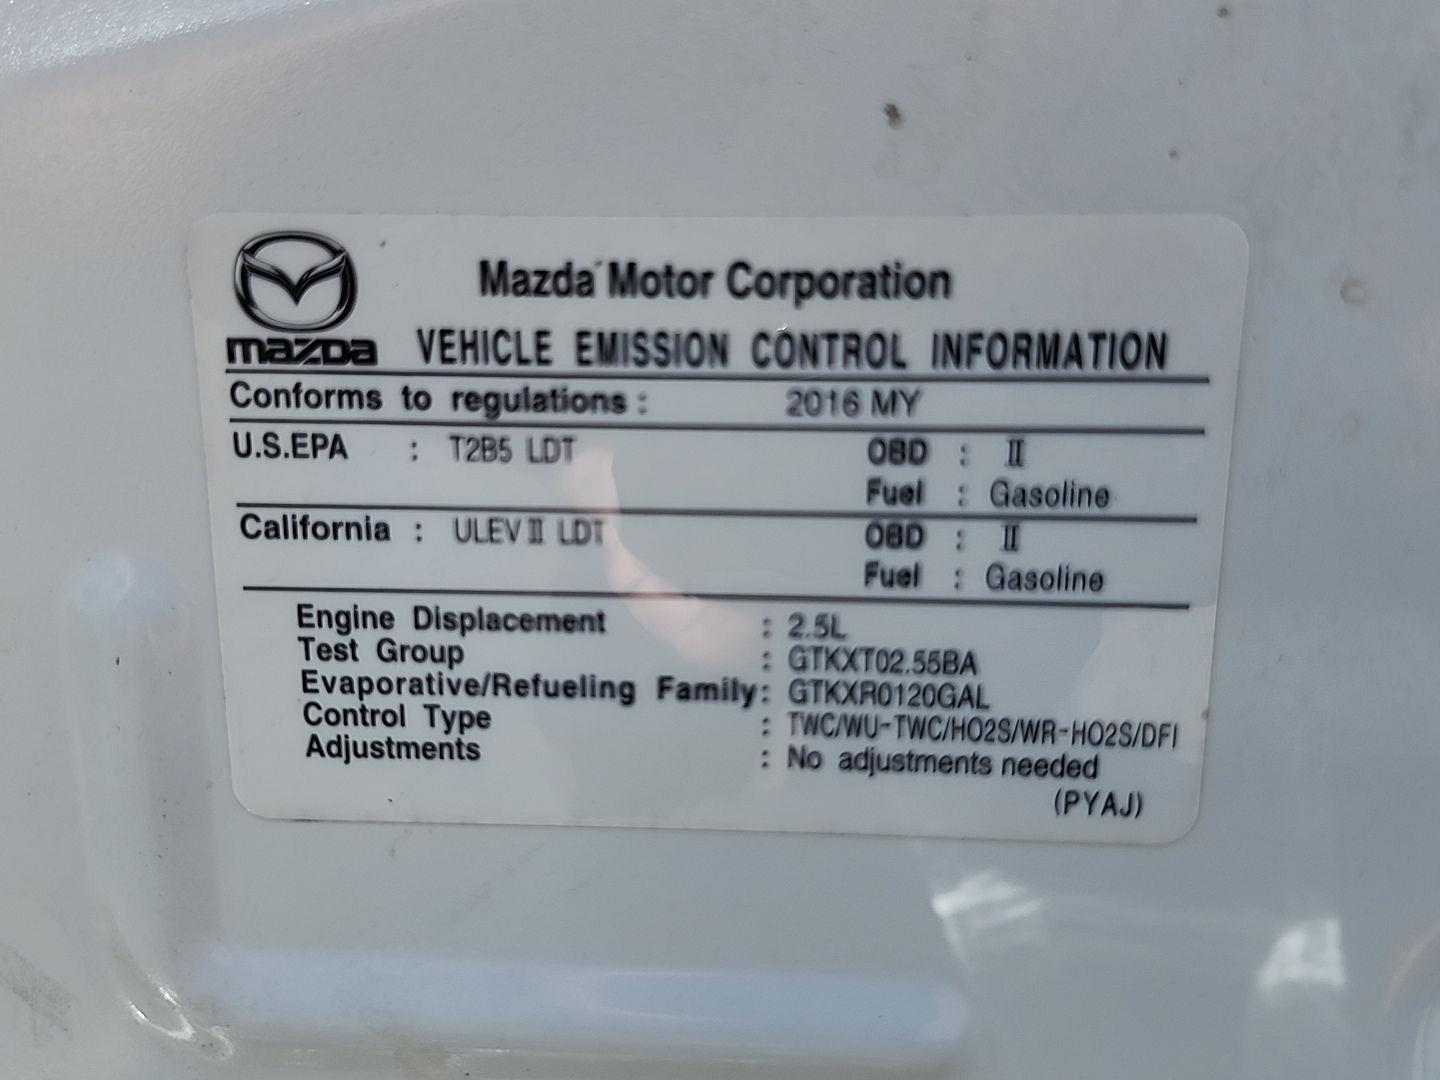 Mazda Motor Corporation
mazDa VEHICLE EMISSION CONTROL INFORMATION
Conforms to regulations : 2016 MY
U.S.EPA : T2B5 LDT OBD : II
Fuel : Gasoline
California : ULEV II LDT OBD : II
Fuel : Gasoline
Engine Displacement : 2.5L
Test Group : GTKXT02.55BA
Evaporative/Refueling Family : GTKXR0120GAL
Control Type : TWC/WU-TWC/HO2S/WR-HO2S/DFI
Adjustments : No adjustments needed
(PYAJ)